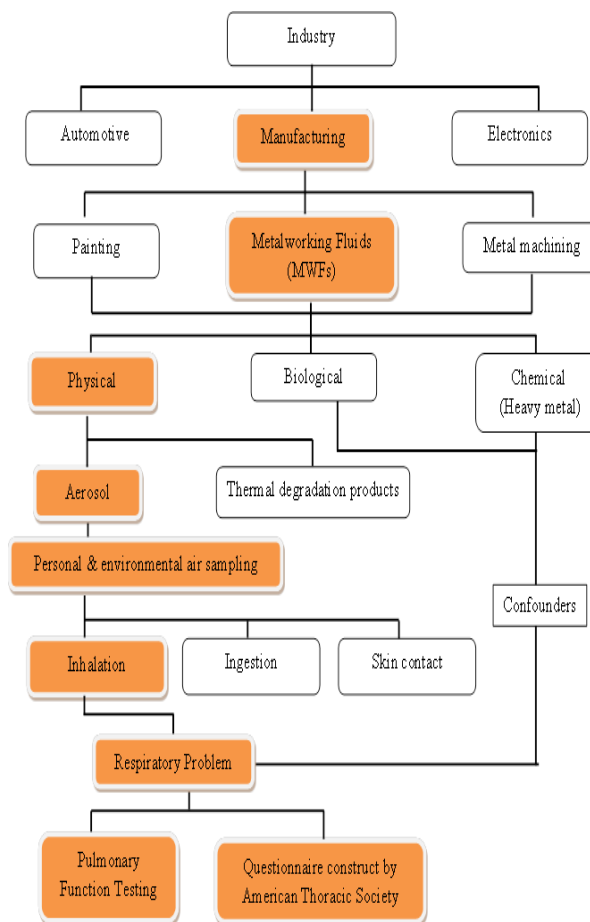 Industry
Automotive
Manufacturing
Electronics
Painting
Metalworking Fluids
(MWFs)
Metal machining
Physical
Biological
Chemical
(Heavy metal)
Aerosol
Thermal degradation products
Personal & environmental air sampling
Confounders
Inhalation
Ingestion
Skin contact
Respiratory Problem
Pulmonary
Function Testing
Questionnaire construct by
American Thoracic Society